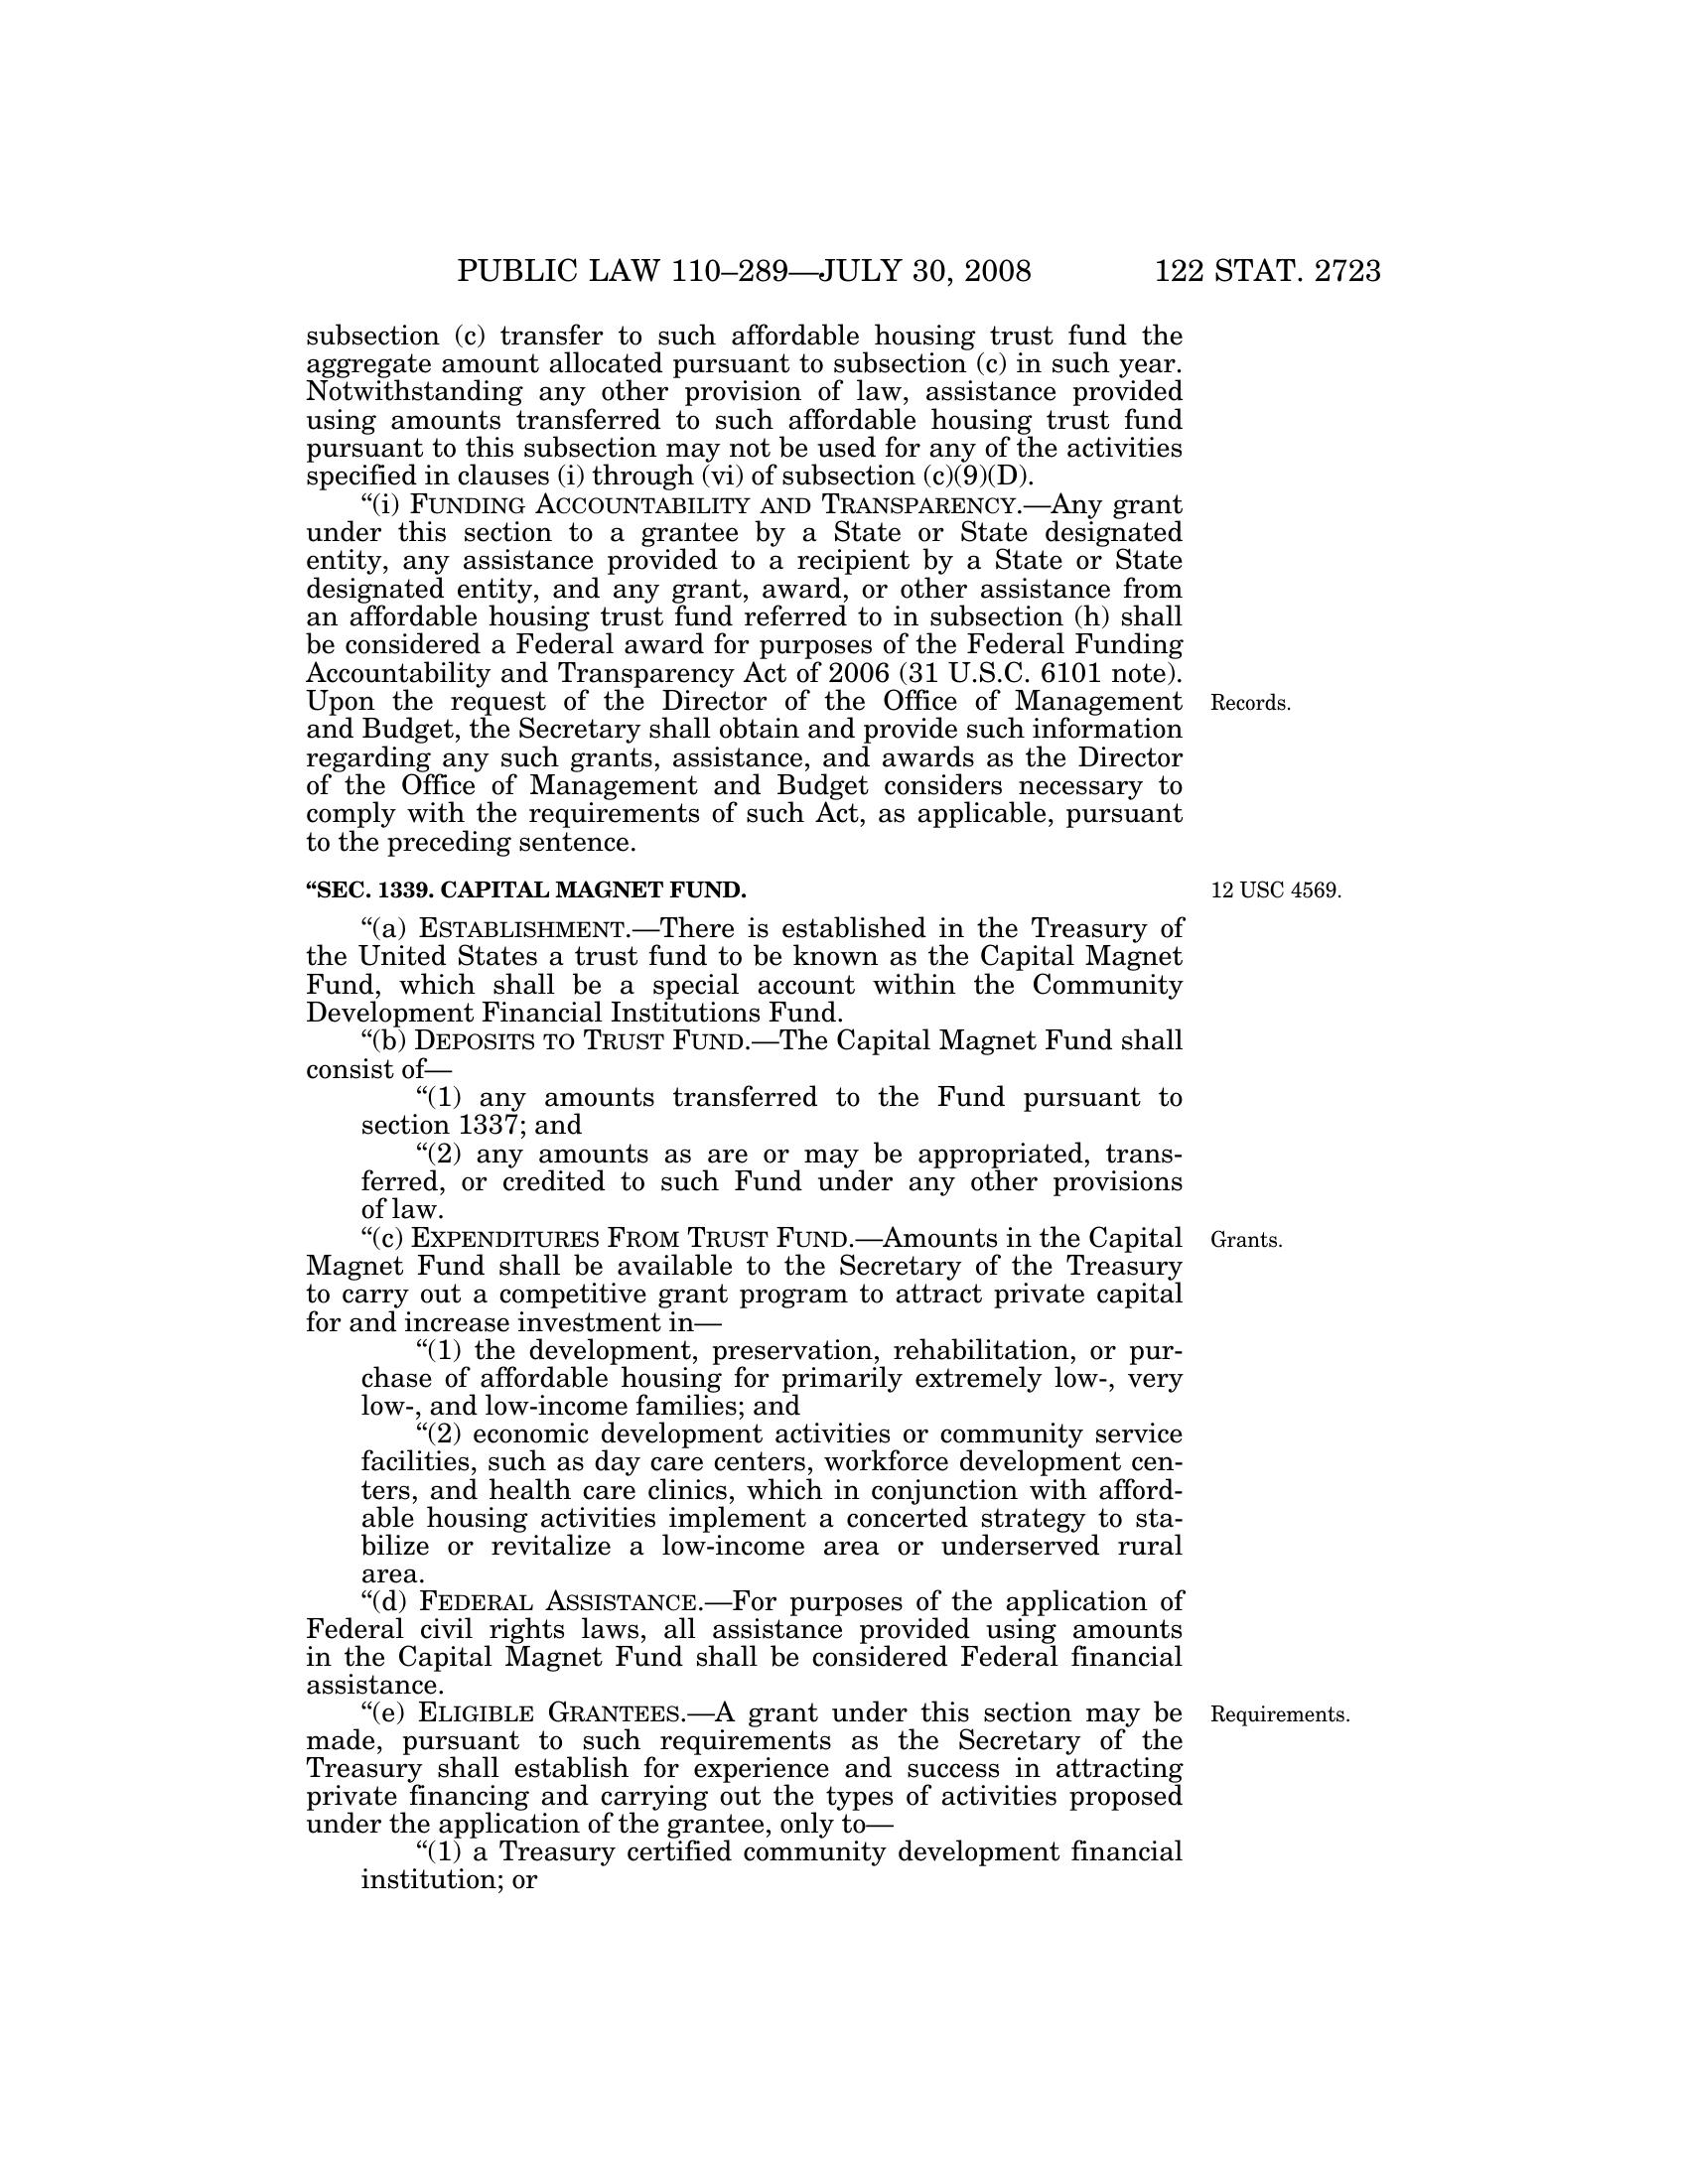 PUBLIC LAW 110–289—JULY 30, 2008 122 STAT. 2723
subsection (c) transfer to such affordable housing trust fund the
aggregate amount allocated pursuant to subsection (c) in such year.
Notwithstanding any other provision of law, assistance provided
using amounts transferred to such affordable housing trust fund
pursuant to this subsection may not be used for any of the activities
specified in clauses (i) through (vi) of subsection (c)(9)(D).
“(i) FUNDING ACCOUNTABILITY AND TRANSPARENCY.—Any grant
under this section to a grantee by a State or State designated
entity, any assistance provided to a recipient by a State or State
designated entity, and any grant, award, or other assistance from
an affordable housing trust fund referred to in subsection (h) shall
be considered a Federal award for purposes of the Federal Funding
Accountability and Transparency Act of 2006 (31 U.S.C. 6101 note).
Upon the request of the Director of the Office of Management
Records.
and Budget, the Secretary shall obtain and provide such information
regarding any such grants, assistance, and awards as the Director
of the Office of Management and Budget considers necessary to
comply with the requirements of such Act, as applicable, pursuant
to the preceding sentence.
“SEC. 1339. CAPITAL MAGNET FUND.
12 USC 4569.
“(a) ESTABLISHMENT.—There is established in the Treasury of
the United States a trust fund to be known as the Capital Magnet
Fund, which shall be a special account within the Community
Development Financial Institutions Fund.
“(b) DEPOSITS TO TRUST FUND.—The Capital Magnet Fund shall
consist of—
“(1) any amounts transferred to the Fund pursuant to
section 1337; and
“(2) any amounts as are or may be appropriated, trans-
ferred, or credited to such Fund under any other provisions
of law.
“(c) EXPENDITURES FROM TRUST FUND.—Amounts in the Capital
Grants.
Magnet Fund shall be available to the Secretary of the Treasury
to carry out a competitive grant program to attract private capital
for and increase investment in—
“(1) the development, preservation, rehabilitation, or pur-
chase of affordable housing for primarily extremely low-, very
low-, and low-income families; and
“(2) economic development activities or community service
facilities, such as day care centers, workforce development cen-
ters, and health care clinics, which in conjunction with afford-
able housing activities implement a concerted strategy to sta-
bilize or revitalize a low-income area or underserved rural
area.
“(d) FEDERAL ASSISTANCE.—For purposes of the application of
Federal civil rights laws, all assistance provided using amounts
in the Capital Magnet Fund shall be considered Federal financial
assistance.
“(e) ELIGIBLE GRANTEES.—A grant under this section may be
Requirements.
made, pursuant to such requirements as the Secretary of the
Treasury shall establish for experience and success in attracting
private financing and carrying out the types of activities proposed
under the application of the grantee, only to—
“(1) a Treasury certified community development financial
institution; or